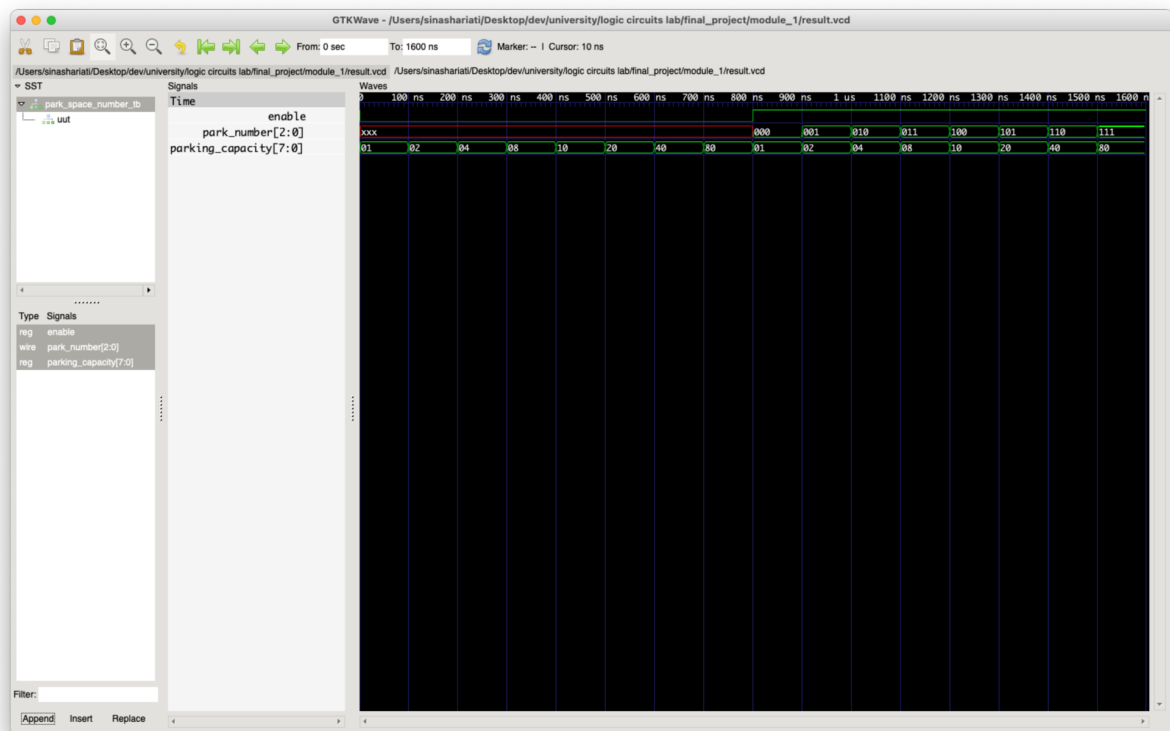 GTKWave - /Users/sinashariati/Desktop/dev/university/logic circuits lab/final_project/module_1/result.vcd
From: 0 sec To: 1600 ns Marker: -- | Cursor: 10 ns
/Users/sinashariati/Desktop/dev/university/logic circuits lab/final_project/module_1/result.vcd /Users/sinashariati/Desktop/dev/university/logic circuits lab/final_project/module_1/result.vcd
SST
park_space_number_tb
uut
Type Signals
reg enable
wire park_number[2:0]
reg parking_capacity[7:0]
Filter:
Append Insert Replace
Signals
Time
enable
park_number[2:0]
parking_capacity[7:0]
Waves
0 100 ns 200 ns 300 ns 400 ns 500 ns 600 ns 700 ns 800 ns 900 ns 1 us 1100 ns 1200 ns 1300 ns 1400 ns 1500 ns 1600 n
xxx 000 001 010 011 100 101 110 111
01 02 04 08 10 20 40 80 01 02 04 08 10 20 40 80